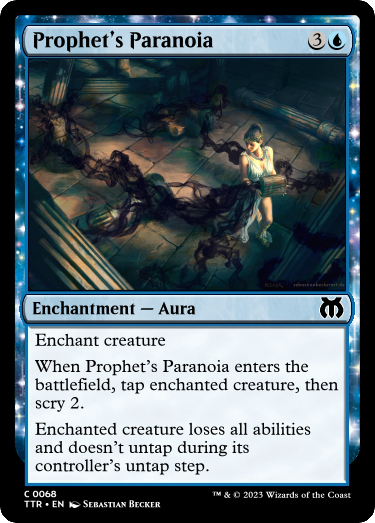 Prophet's Paranoia 3
Enchantment — Aura
Enchant creature
When Prophet's Paranoia enters the
battlefield, tap enchanted creature, then
scry 2.
Enchanted creature loses all abilities
and doesn't untap during its
controller's untap step.
C 0068
TTR • EN Sebastian Becker
™ & © 2023 Wizards of the Coast